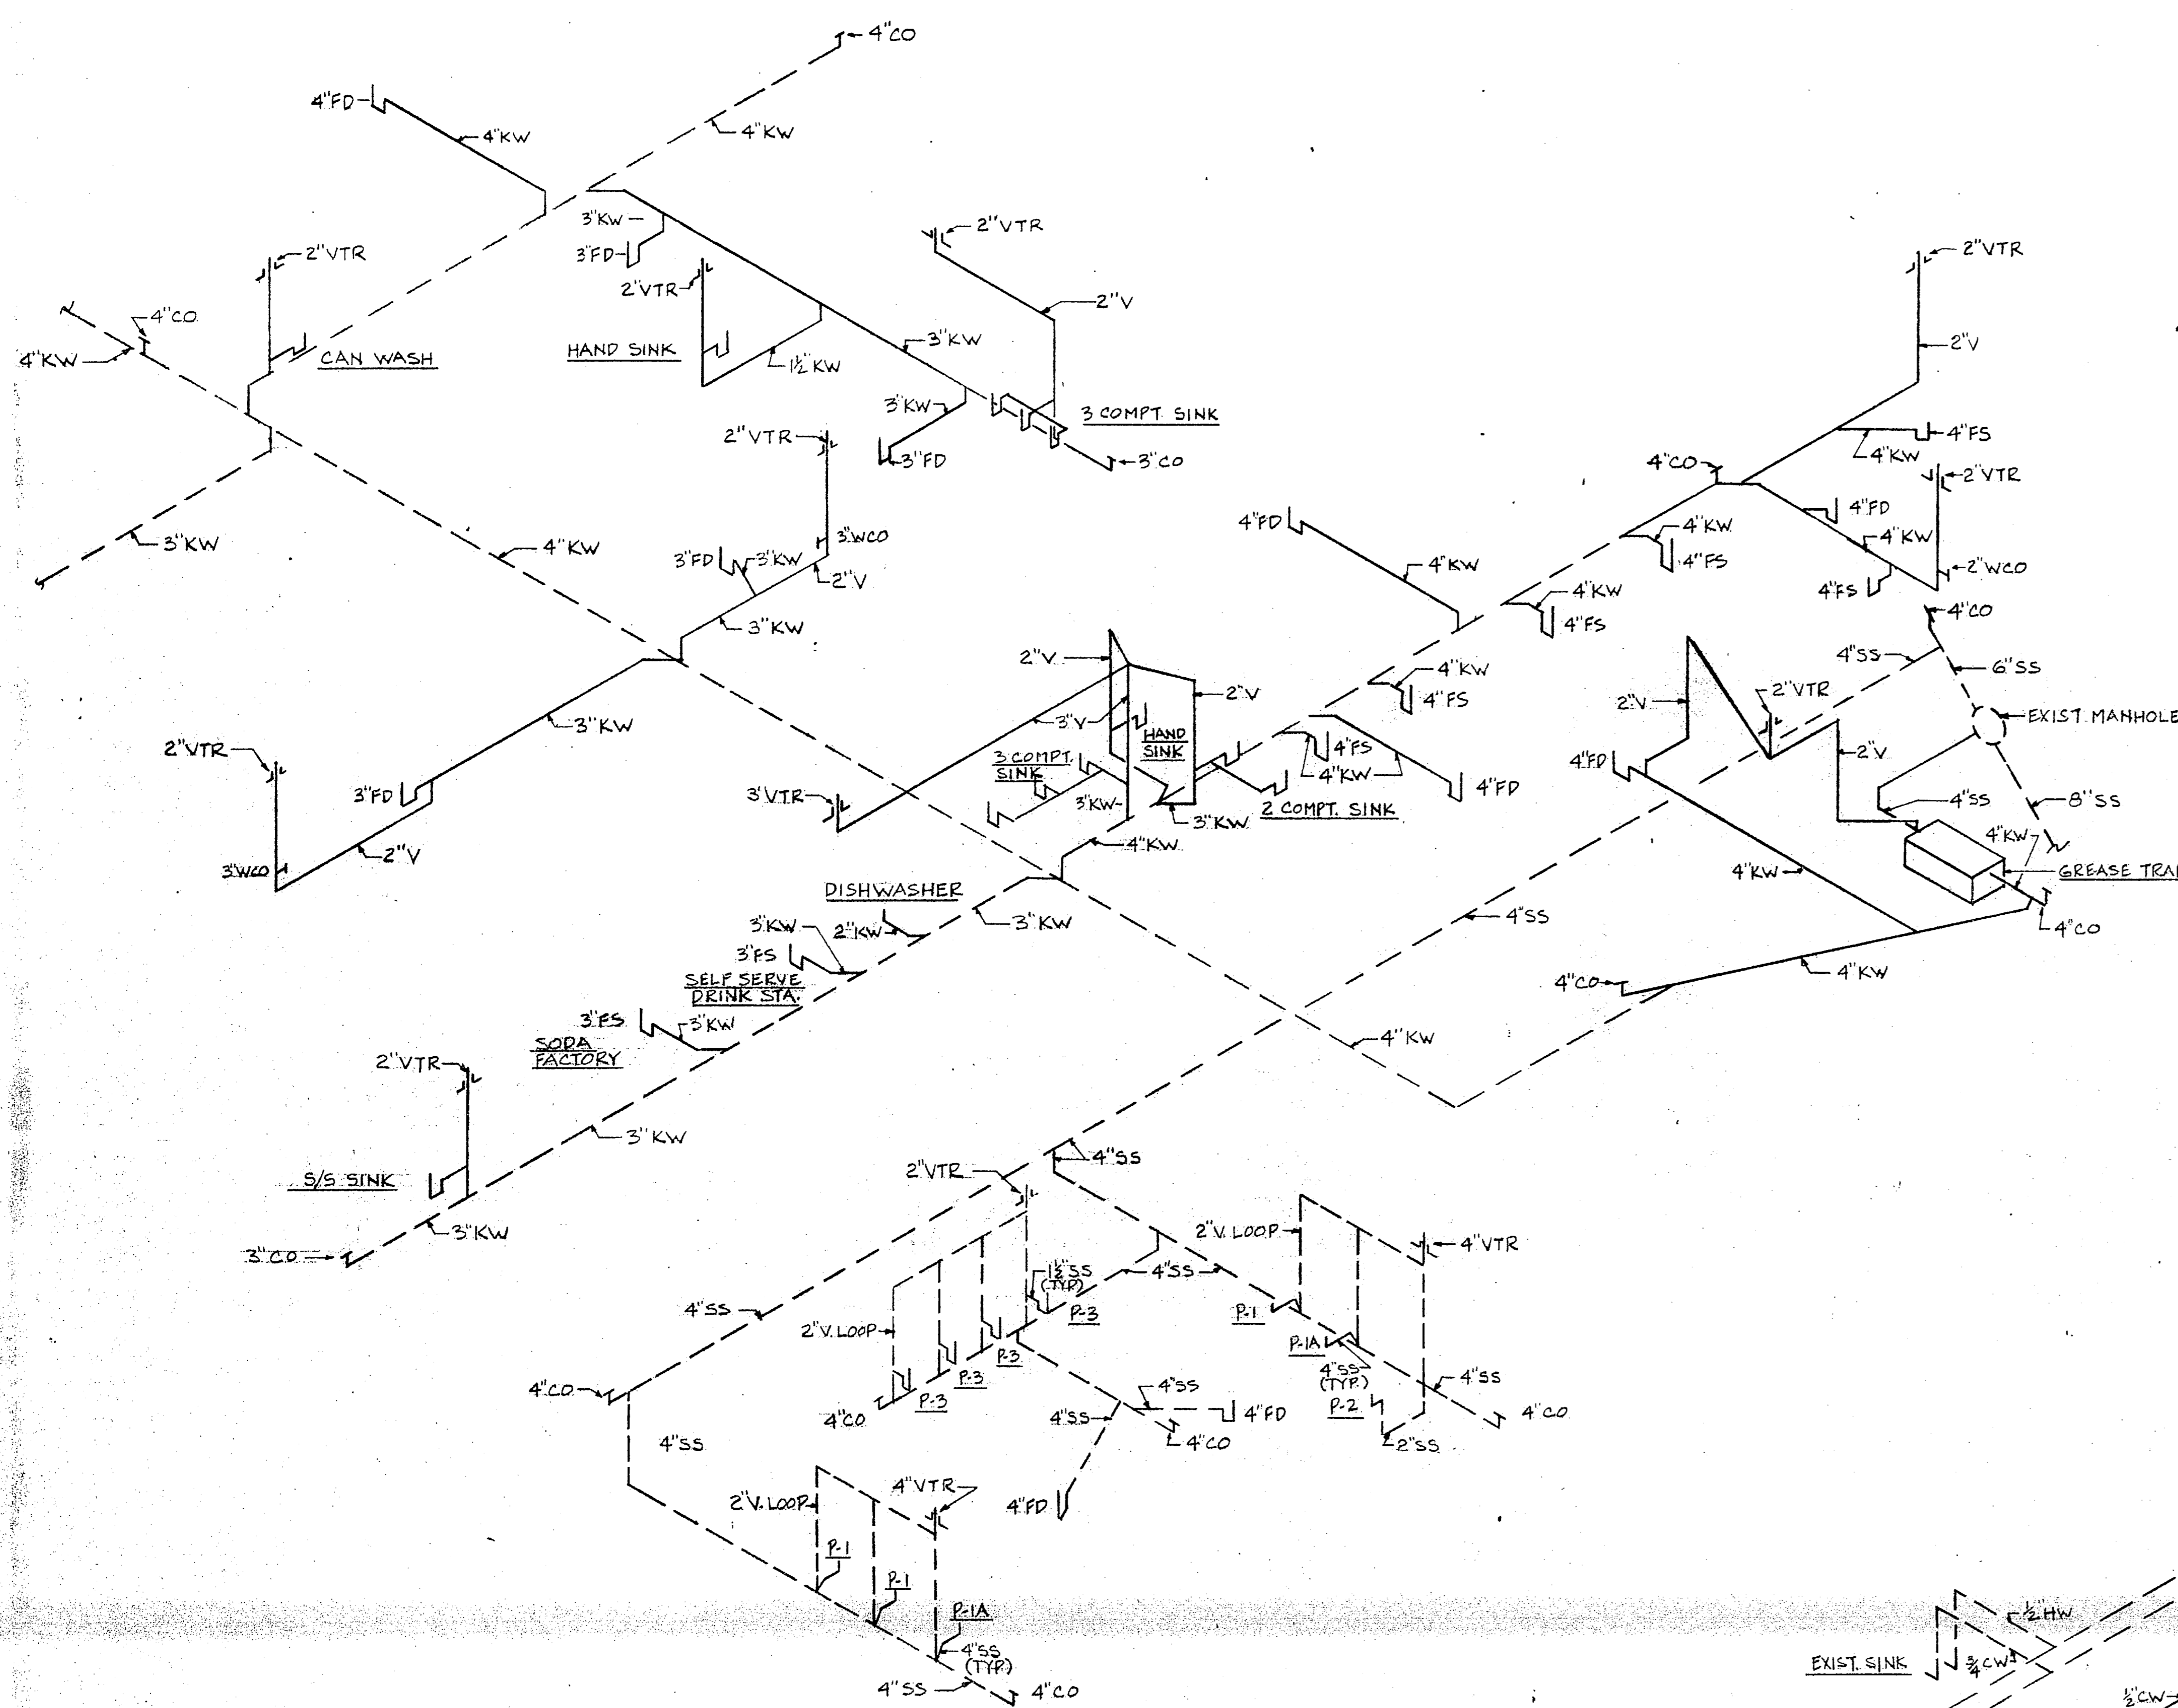 4"CO
4"FD
4"KW
4"KW
3"KW
3"FD
2"VTR
2"VTR
2"VTR
2"VTR
2"V
2"V
4"CO
4"KW
CAN WASH
HAND SINK
1½"KW
3"KW
3"KW
3"FD
3 COMPT. SINK
3"CO
4"FS
4"KW
4"CO
2"VTR
4"FD
4"KW
2"WCO
4"FS
4"KW
4"FS
4"KW
4"FS
2"VTR
3"WCO
3"FD
3"KW
2"V
3"KW
3"KW
4"KW
4"FD
4"KW
4"CO
6"SS
4"SS
EXIST. MANHOLE
8"SS
4"SS
2"V
2"VTR
2"V
4"FD
4"KW
4"KW
GREASE TRAP
4"CO
4"KW
4"CO
2"V
3"V
2"V
HAND
SINK
3 COMPT.
SINK
3"KW
3"KW
2 COMPT. SINK
4"KW
4"FS
4"FS
4"KW
4"FD
3"VTR
4"KW
3"KW
2"VTR
3"FD
3"WCO
2"V
DISHWASHER
2"KW
3"KW
3"KW
3"FS
SELF SERVE
DRINK STA.
3"FS
3"KW
SODA
FACTORY
4"SS
4"KW
2"VTR
3"KW
S/S SINK
3"KW
3"CO
4"SS
2"VTR
2"V. LOOP
4"VTR
1½"SS
(TYP.)
4"SS
P-3
P-1
P-1A
4"SS
(TYP.)
P-2
2"SS
4"SS
4"CO
4"SS
2"V. LOOP
P-3
P-3
P-3
4"CO
4"CO
4"SS
4"SS
4"FD
4"CO
4"FD
4"SS
2"V. LOOP
4"VTR
P-1
P-1
P-1A
4"SS
(TYP.)
4"SS
4"CO
½"HW
EXIST. SINK
¾"CW
½"CW